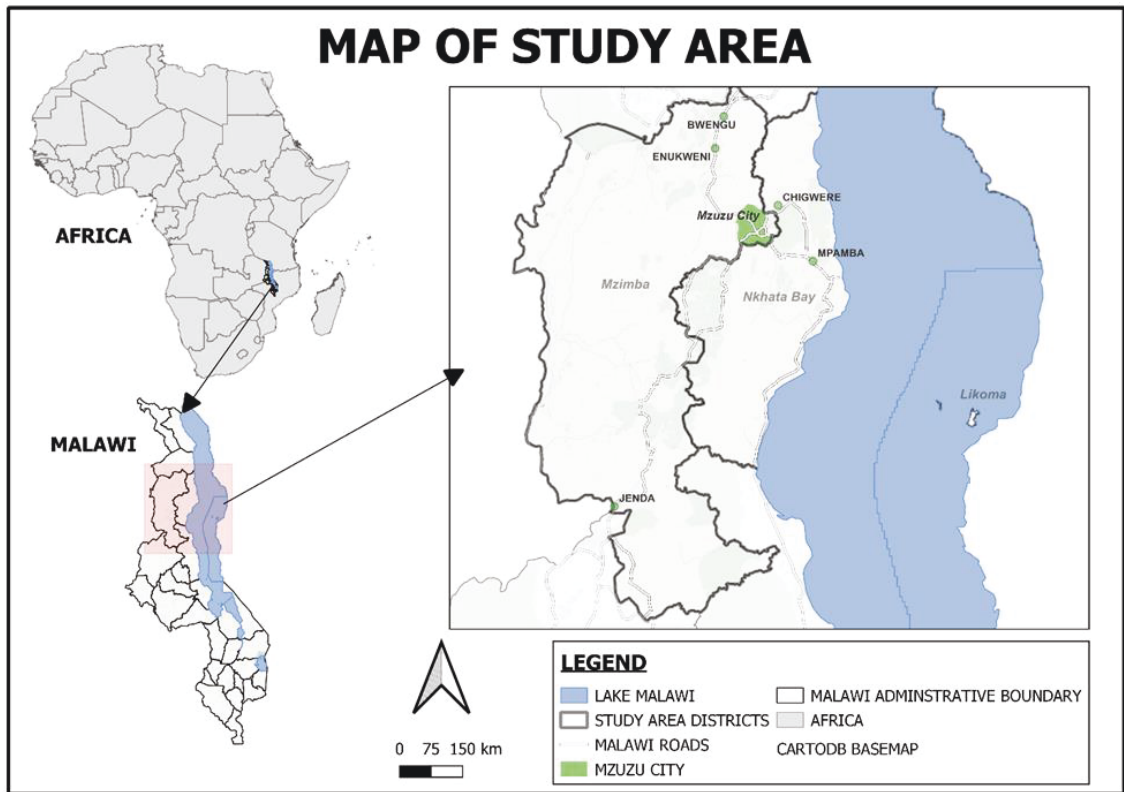 MAP OF STUDY AREA
AFRICA
MALAWI
BWENGU
ENUKWENI
CHIGWERE
Mzuzu City
MPAMBA
Mzimba
Nkhata Bay
Likoma
JENDA
0 75 150 km
LEGEND
LAKE MALAWI
STUDY AREA DISTRICTS
MALAWI ROADS
MZUZU CITY
MALAWI ADMINSTRATIVE BOUNDARY
AFRICA
CARTODB BASEMAP